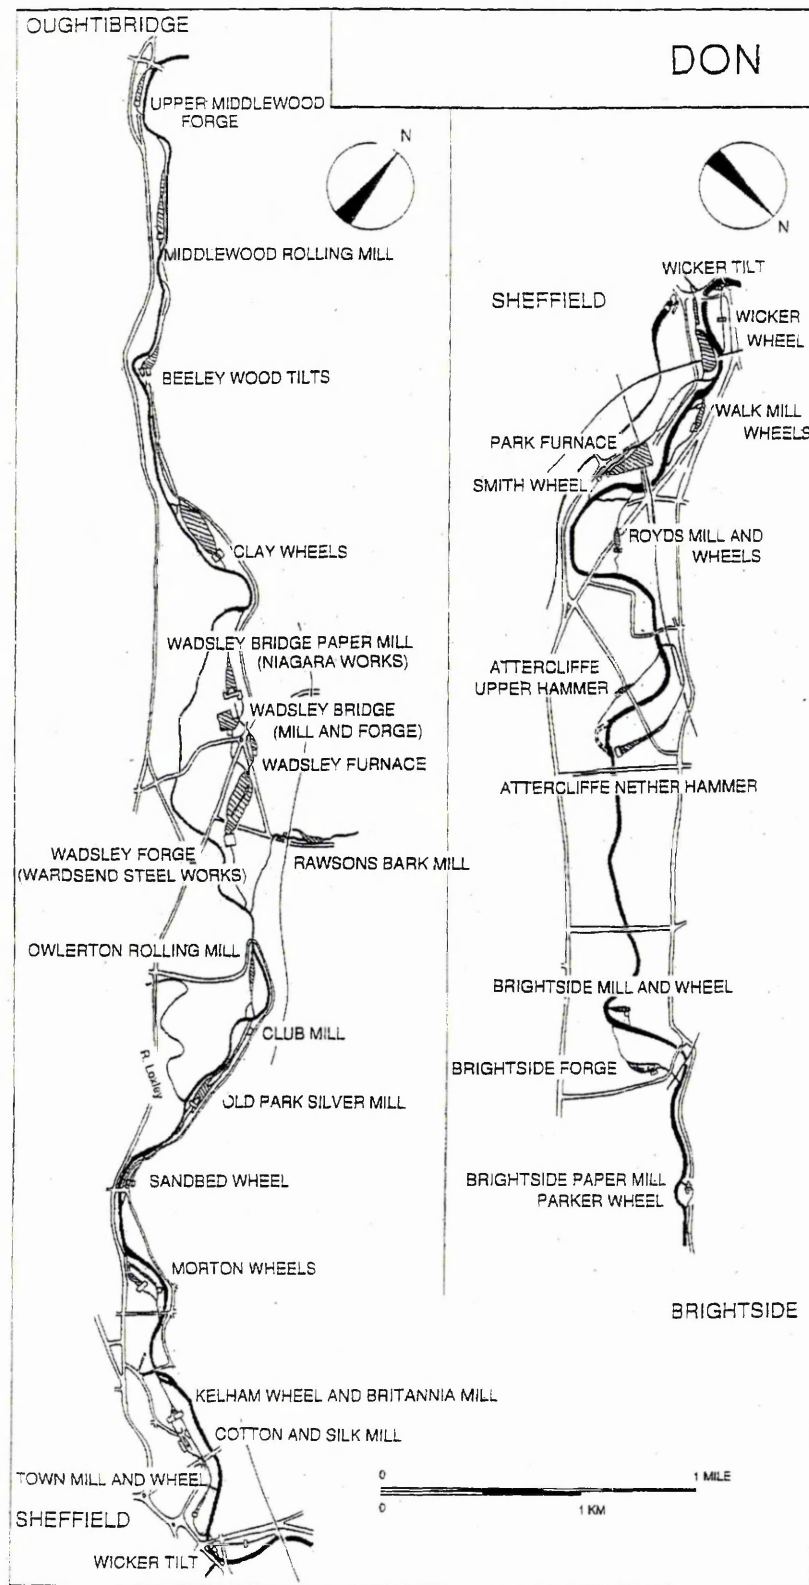 OUGHTIBRIDGE
DON
UPPER MIDDLEWOOD
FORGE
N
MIDDLEWOOD ROLLING MILL
BEELEY WOOD TILTS
CLAY WHEELS
WADSLEY BRIDGE PAPER MILL
(NIAGARA WORKS)
WADSLEY BRIDGE
(MILL AND FORGE)
WADSLEY FURNACE
WADSLEY FORGE
(WARDSEND STEEL WORKS)
RAWSONS BARK MILL
OWLERTON ROLLING MILL
CLUB MILL
R. Loxley
OLD PARK SILVER MILL
SANDBED WHEEL
MORTON WHEELS
KELHAM WHEEL AND BRITANNIA MILL
COTTON AND SILK MILL
TOWN MILL AND WHEEL
SHEFFIELD
WICKER TILT
N
WICKER TILT
SHEFFIELD
WICKER
WHEEL
WALK MILL
WHEELS
PARK FURNACE
SMITH WHEEL
ROYDS MILL AND
WHEELS
ATTERCLIFFE
UPPER HAMMER
ATTERCLIFFE NETHER HAMMER
BRIGHTSIDE MILL AND WHEEL
BRIGHTSIDE FORGE
BRIGHTSIDE PAPER MILL
PARKER WHEEL
BRIGHTSIDE
0 1 MILE
0 1 KM